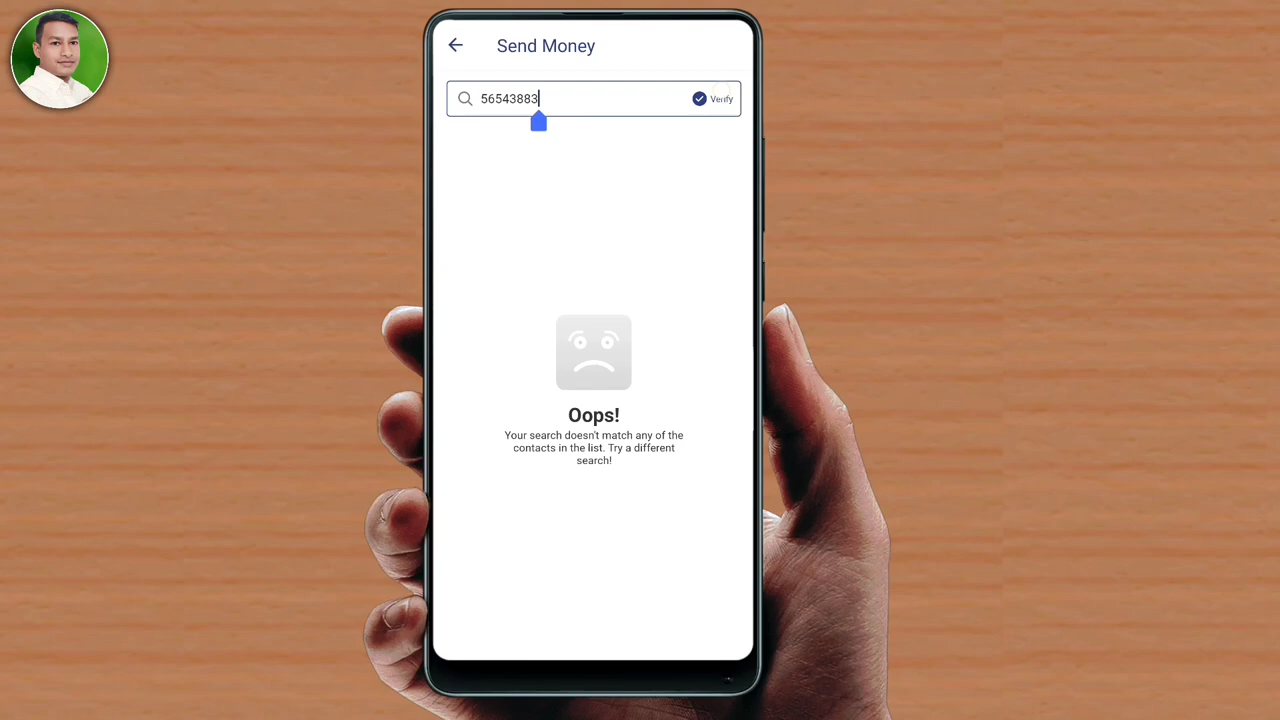 Send Money
56543883
Verify
Oops!
Your search doesn't match any of the
contacts in the list. Try a different
search!